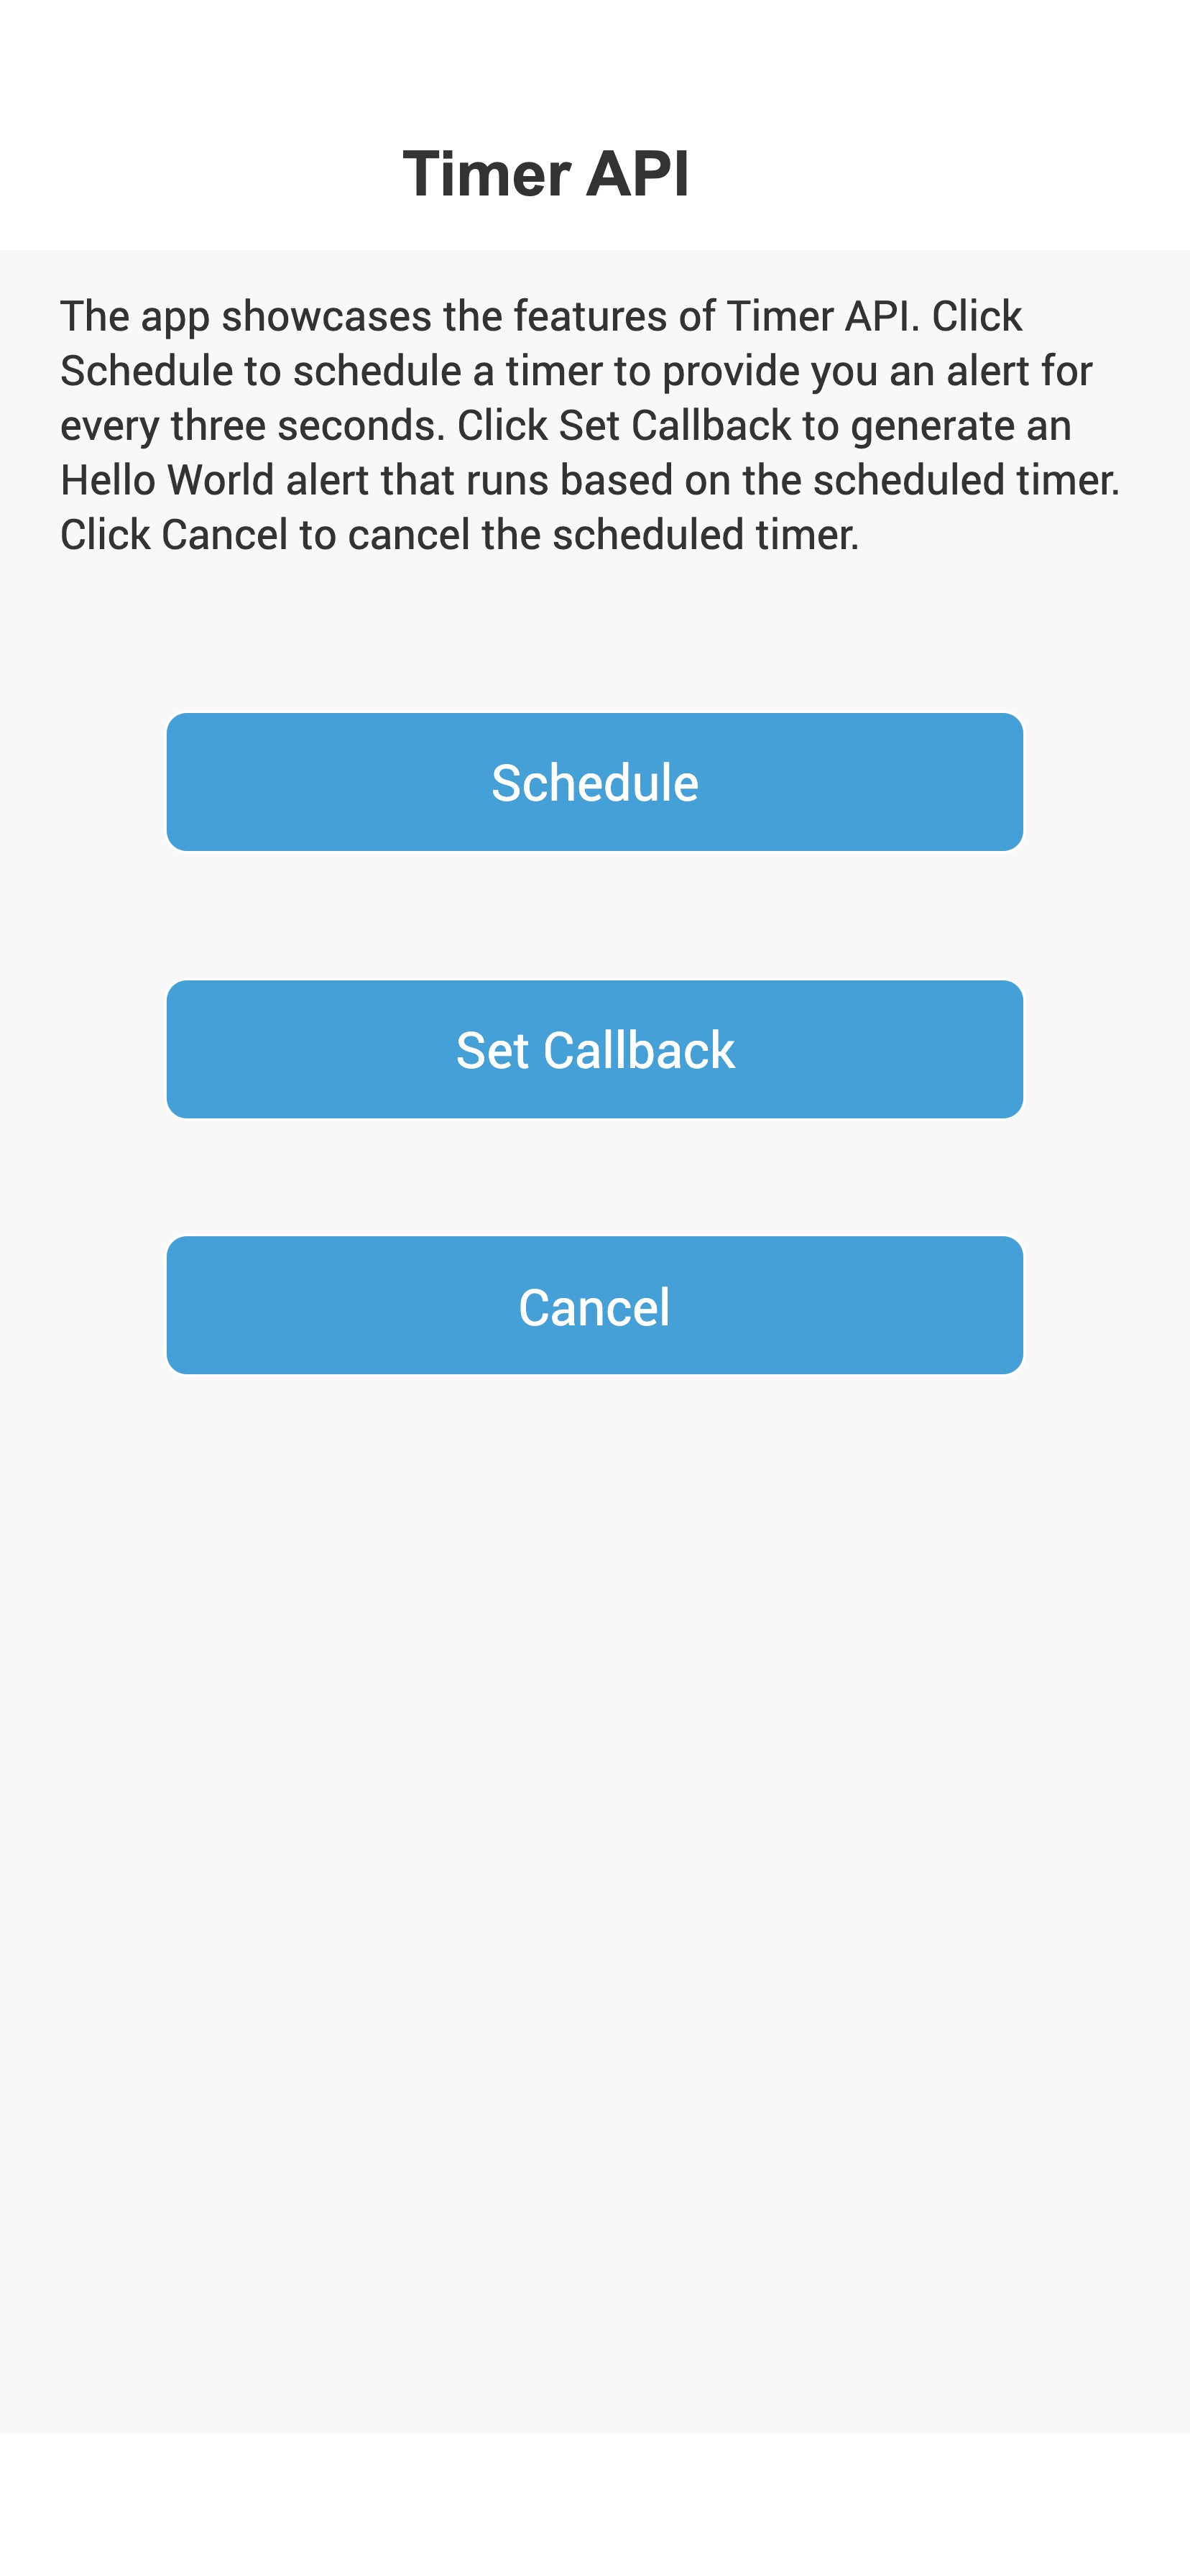 Timer API
The app showcases the features of Timer API. Click
Schedule to schedule a timer to provide you an alert for
every three seconds. Click Set Callback to generate an
Hello World alert that runs based on the scheduled timer.
Click Cancel to cancel the scheduled timer.
Schedule
Set Callback
Cancel